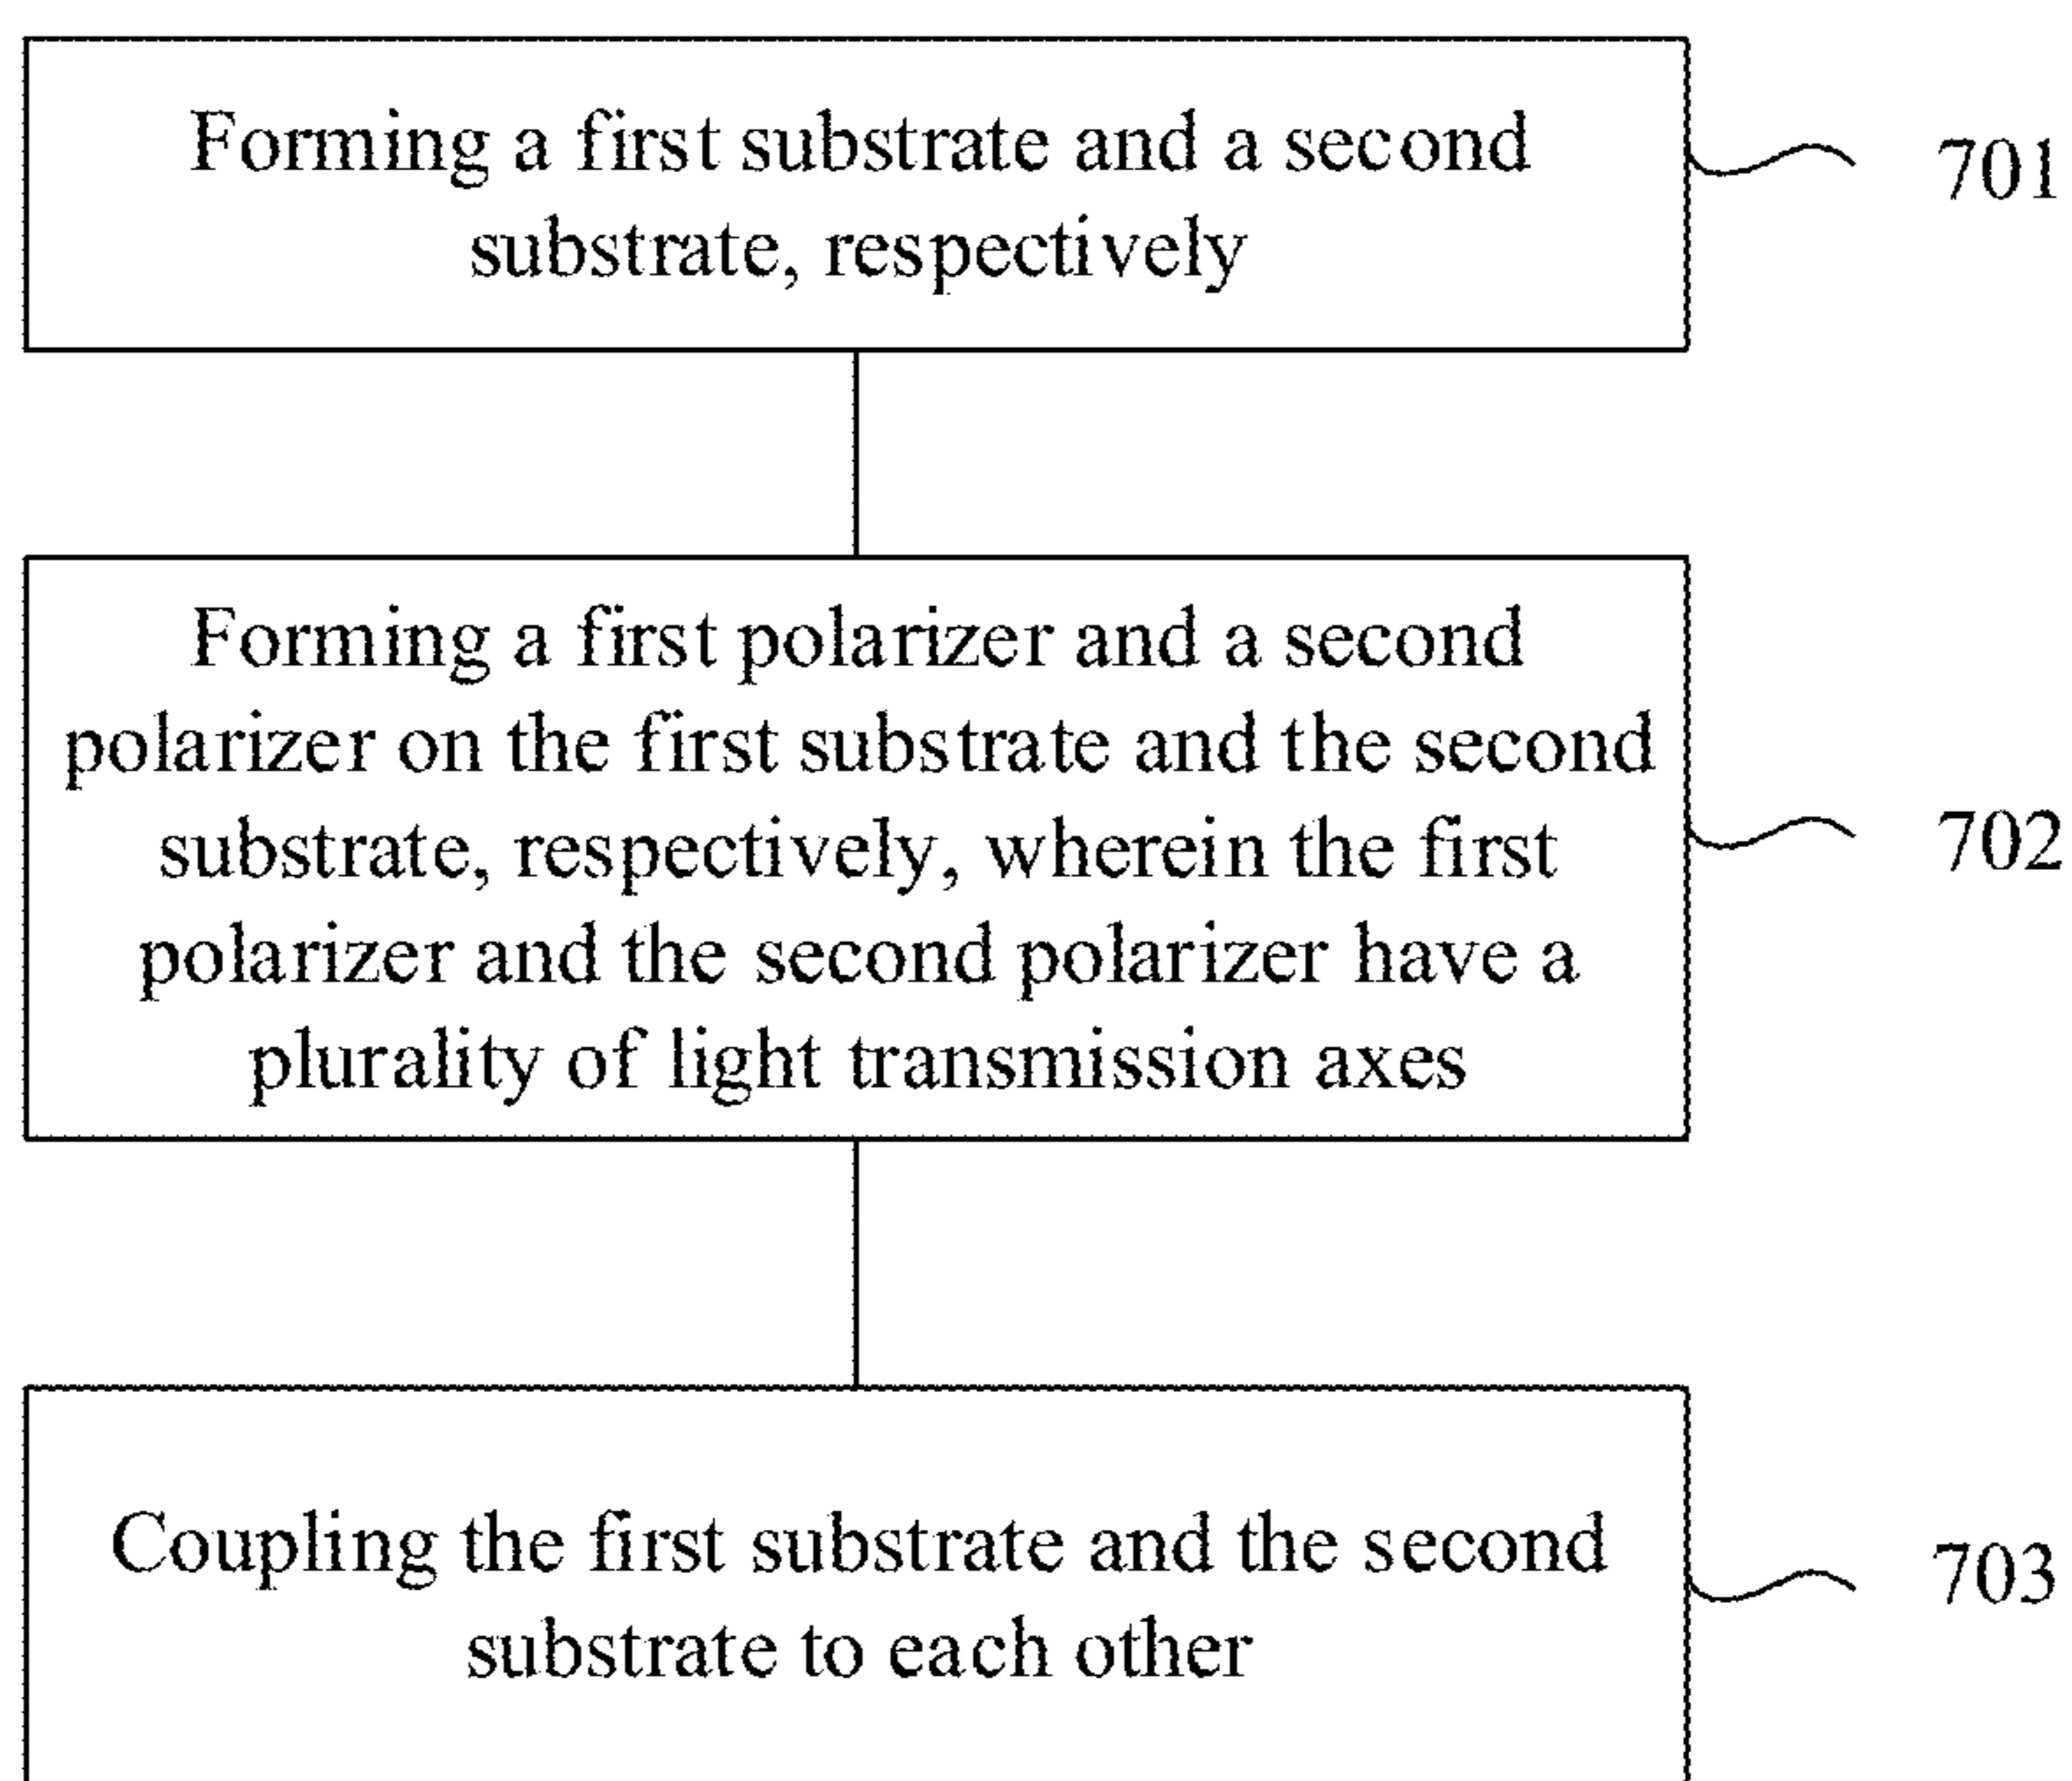 Forming a first substrate and a second
substrate, respectively
701
Forming a first polarizer and a second
polarizer on the first substrate and the second
substrate, respectively, wherein the first
polarizer and the second polarizer have a
plurality of light transmission axes
702
Coupling the first substrate and the second
substrate to each other
703